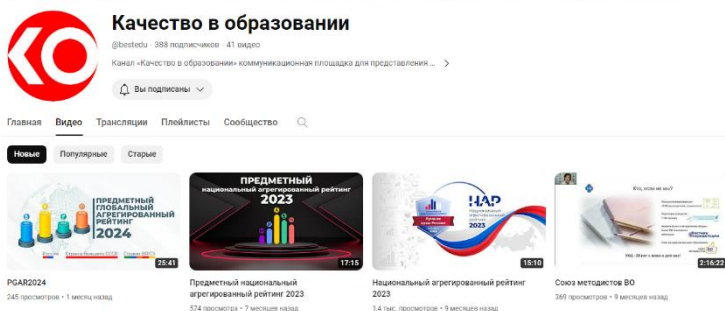 КО
Качество в образовании
@bestedu · 388 подписчиков · 41 видео
Канал «Качество в образовании» коммуникационная площадка для представления ...
Вы подписаны
Главная Видео Трансляции Плейлисты Сообщество
Новые Популярные Старые
ПРЕДМЕТНЫЙ
ГЛОБАЛЬНЫЙ
АГРЕГИРОВАННЫЙ
РЕЙТИНГ
2024
25:41
ПРЕДМЕТНЫЙ
национальный агрегированный рейтинг
2023
17:15
НАР
2023
15:10
Кто, если не мы?
2:16:22
PGAR2024
245 просмотров · 1 месяц назад
Предметный национальный
агрегированный рейтинг 2023
574 просмотра · 7 месяцев назад
Национальный агрегированный рейтинг
2023
1,4 тыс. просмотров · 9 месяцев назад
Союз методистов ВО
369 просмотров · 9 месяцев назад